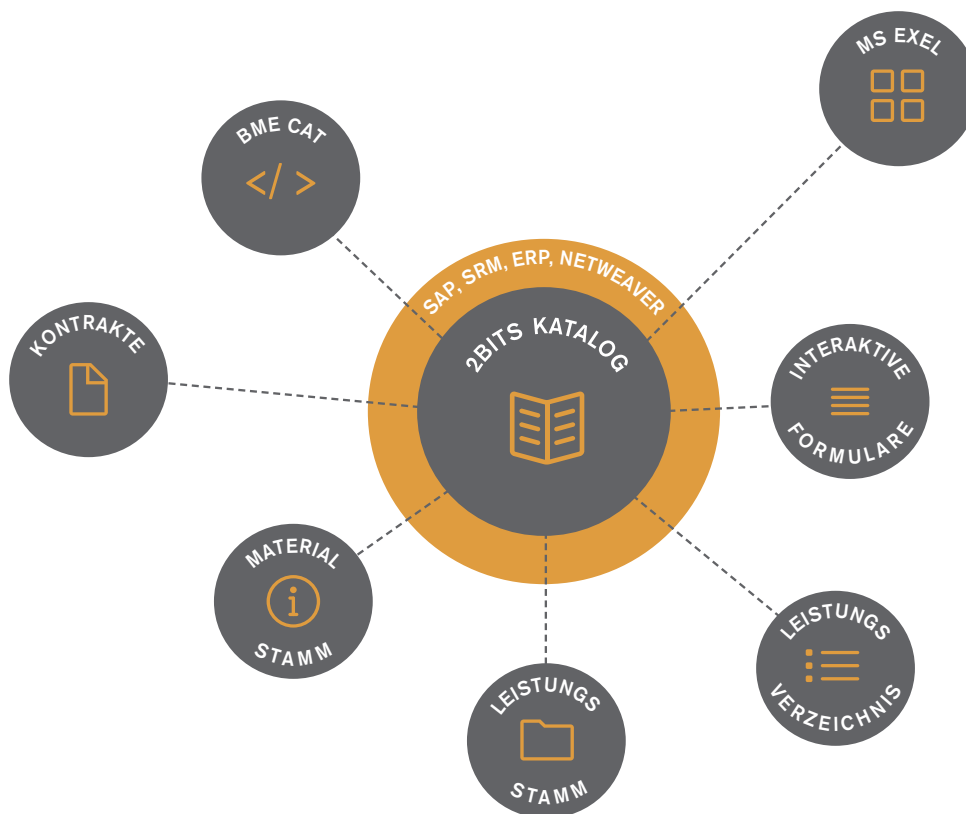 MS EXEL
BME CAT
SAP, SRM, ERP, NETWEAVER
2BITS KATALOG
KONTRAKTE
INTERAKTIVE
FORMULARE
MATERIAL
STAMM
LEISTUNGS
VERZEICHNIS
LEISTUNGS
STAMM